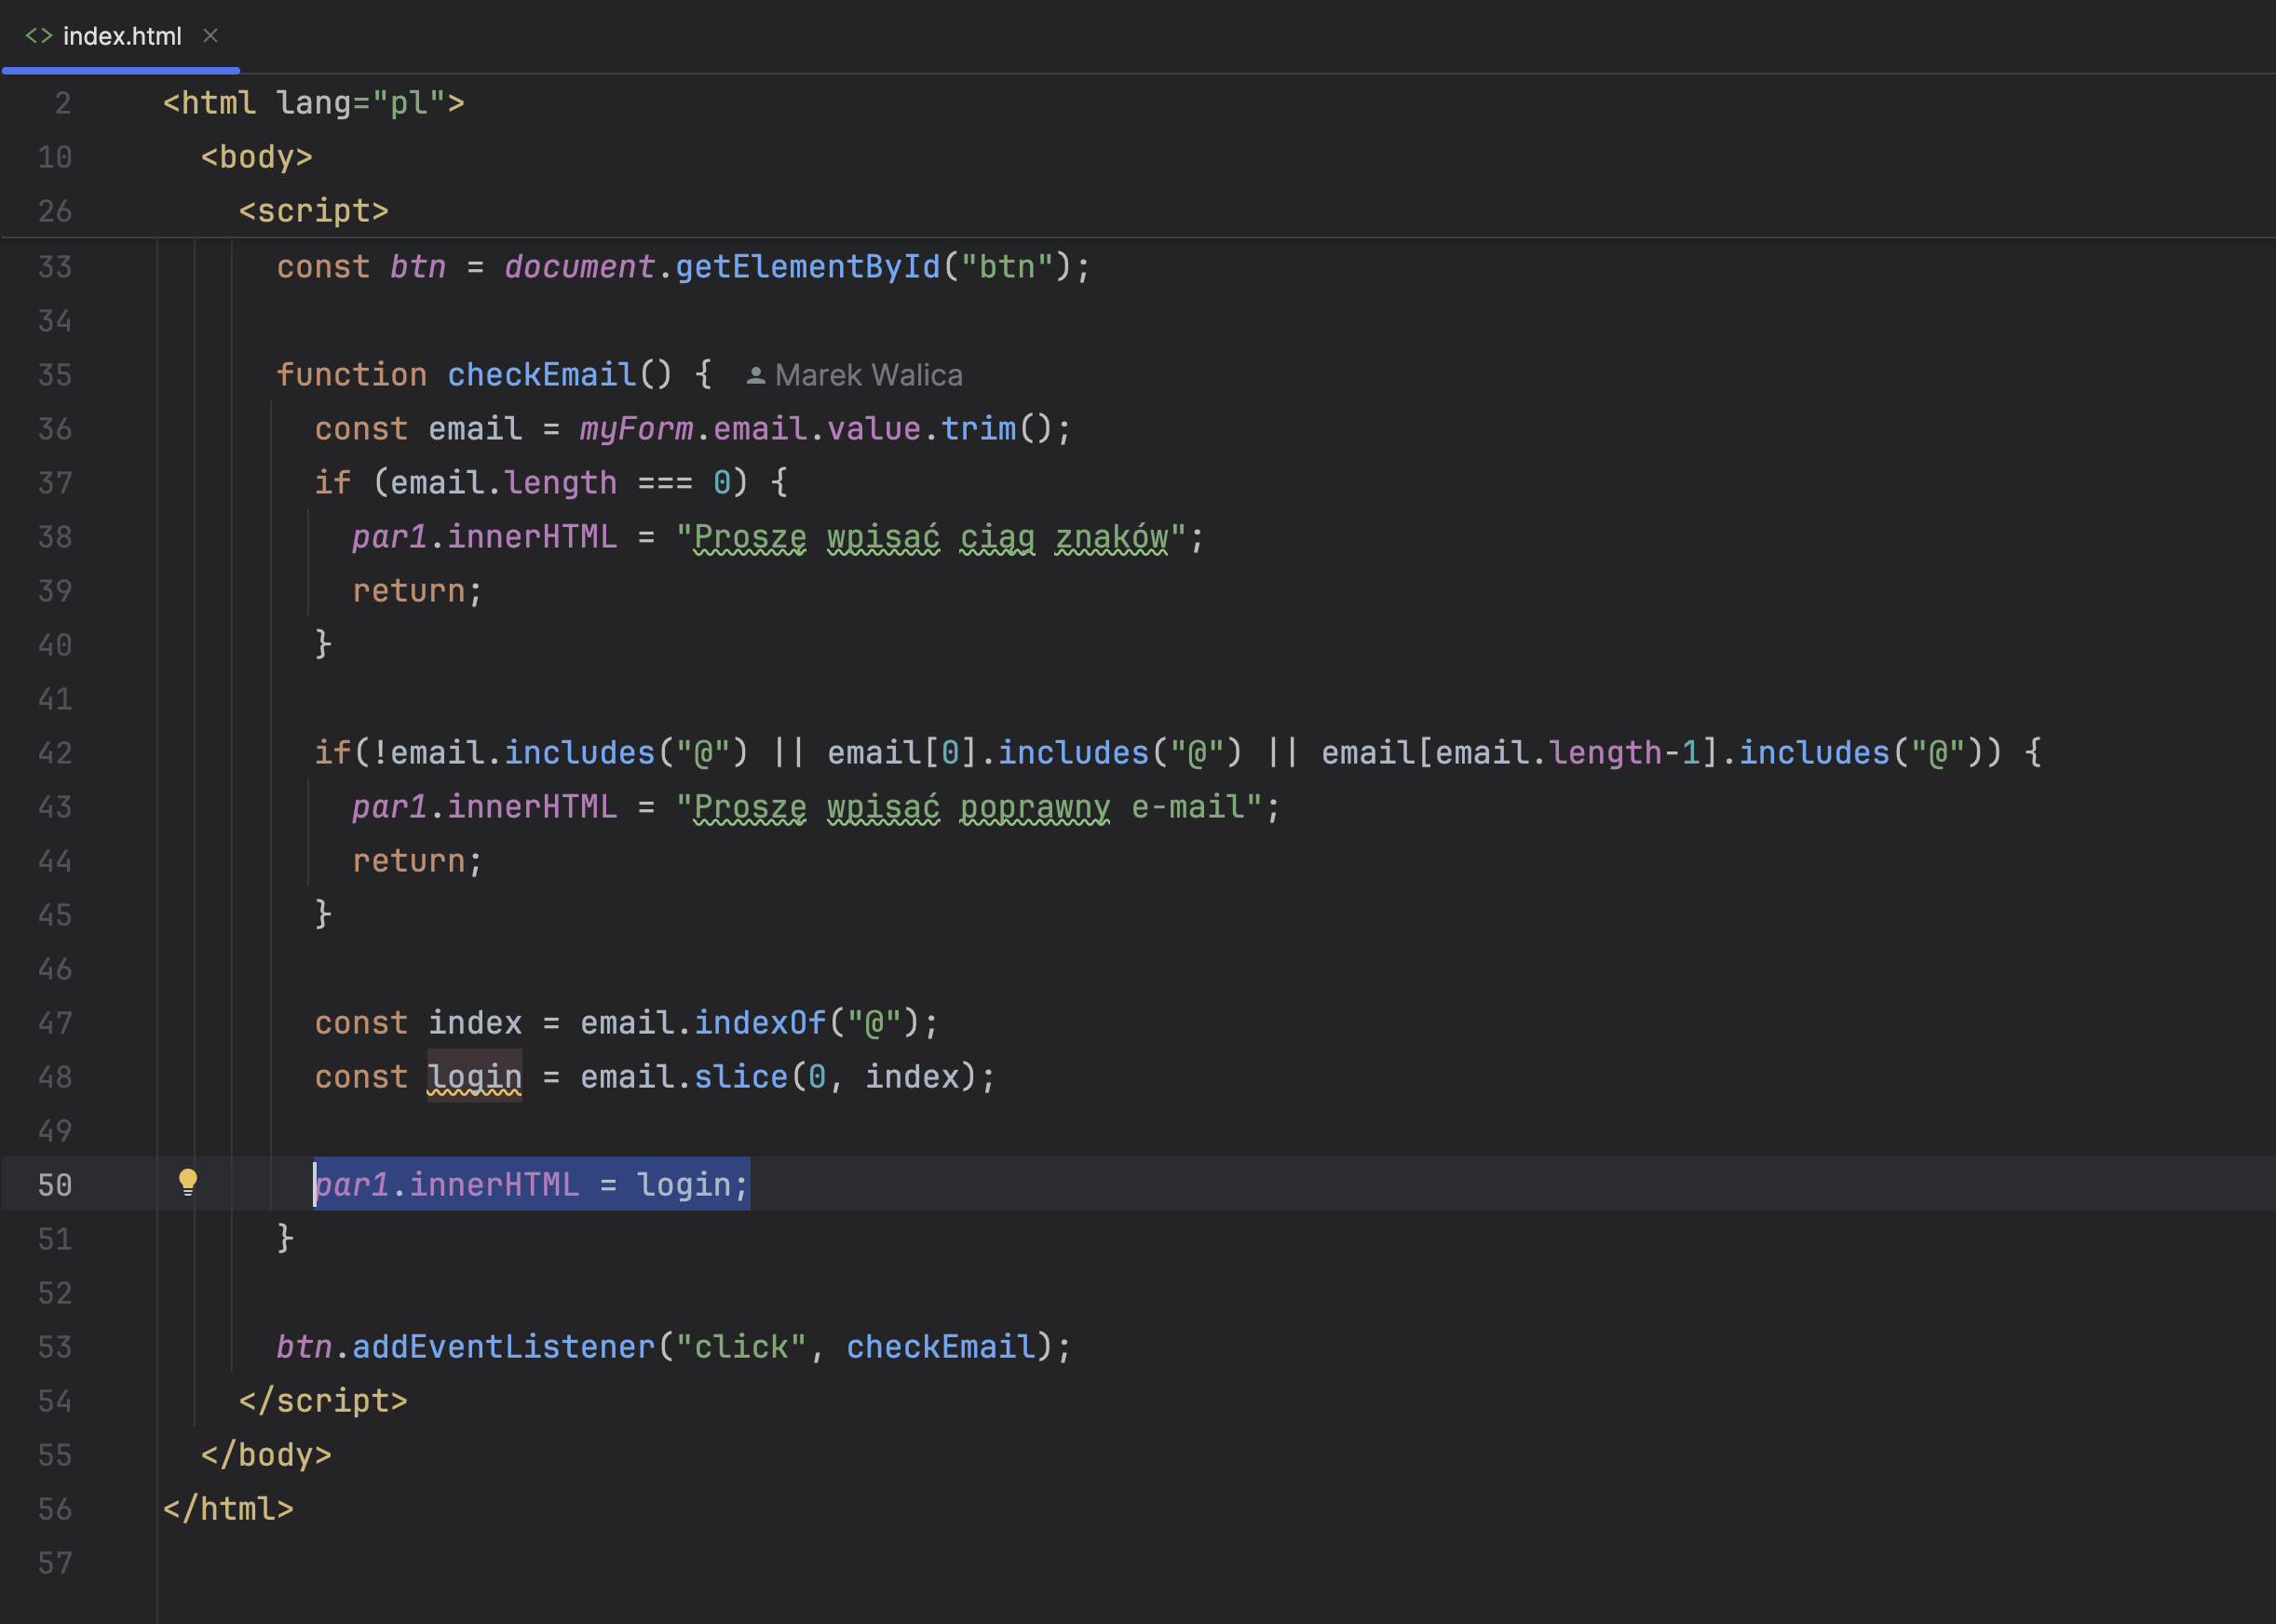 index.html
2 <html lang="pl">
10 <body>
26 <script>
33 const btn = document.getElementById("btn");
34
35 function checkEmail() { Marek Walica
36 const email = myForm.email.value.trim();
37 if (email.length === 0) {
38 par1.innerHTML = "Proszę wpisać ciąg znaków";
39 return;
40 }
41
42 if(!email.includes("@") || email[0].includes("@") || email[email.length-1].includes("@")) {
43 par1.innerHTML = "Proszę wpisać poprawny e-mail";
44 return;
45 }
46
47 const index = email.indexOf("@");
48 const login = email.slice(0, index);
49
50 par1.innerHTML = login;
51 }
52
53 btn.addEventListener("click", checkEmail);
54 </script>
55 </body>
56 </html>
57